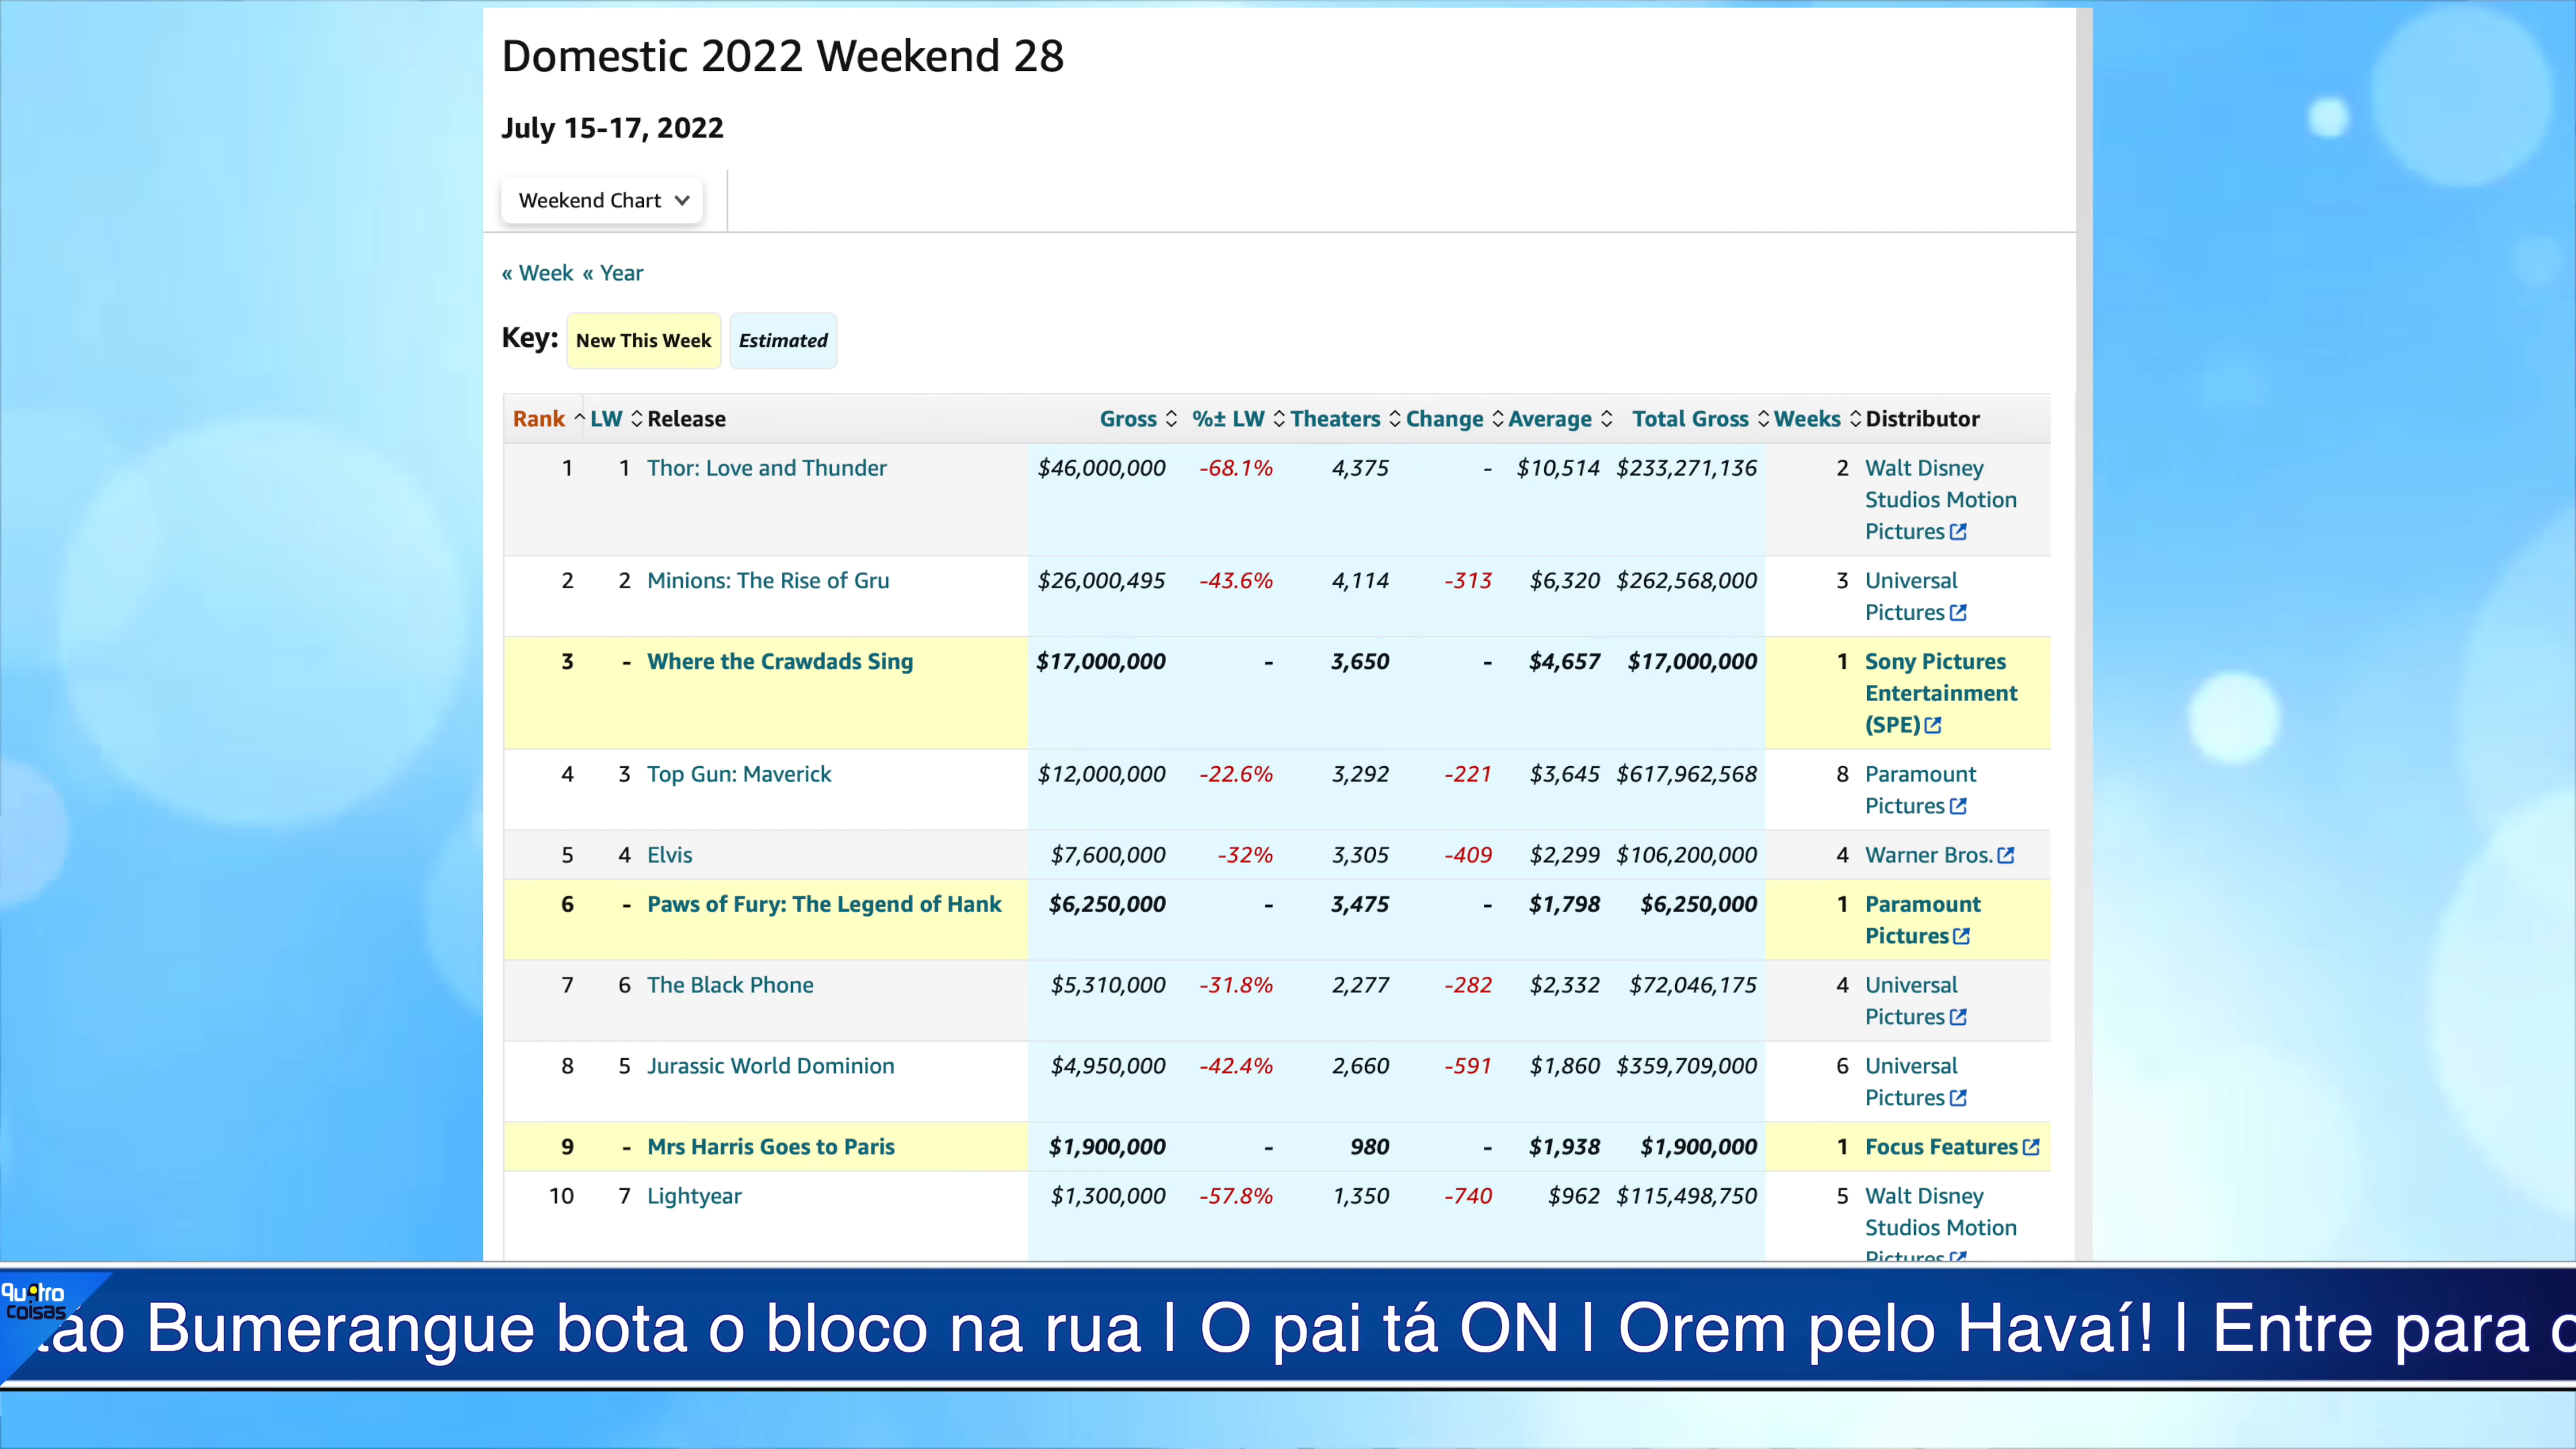 Domestic 2022 Weekend 28
July 15-17, 2022
Weekend Chart
« Week « Year
Key: New This Week Estimated
Rank LW Release Gross %± LW Theaters Change Average Total Gross Weeks Distributor
1 1 Thor: Love and Thunder $46,000,000 -68.1% 4,375 - $10,514 $233,271,136 2 Walt Disney
Studios Motion
Pictures
2 2 Minions: The Rise of Gru $26,000,495 -43.6% 4,114 -313 $6,320 $262,568,000 3 Universal
Pictures
3 - Where the Crawdads Sing $17,000,000 - 3,650 - $4,657 $17,000,000 1 Sony Pictures
Entertainment
(SPE)
4 3 Top Gun: Maverick $12,000,000 -22.6% 3,292 -221 $3,645 $617,962,568 8 Paramount
Pictures
5 4 Elvis $7,600,000 -32% 3,305 -409 $2,299 $106,200,000 4 Warner Bros.
6 - Paws of Fury: The Legend of Hank $6,250,000 - 3,475 - $1,798 $6,250,000 1 Paramount
Pictures
7 6 The Black Phone $5,310,000 -31.8% 2,277 -282 $2,332 $72,046,175 4 Universal
Pictures
8 5 Jurassic World Dominion $4,950,000 -42.4% 2,660 -591 $1,860 $359,709,000 6 Universal
Pictures
9 - Mrs Harris Goes to Paris $1,900,000 - 980 - $1,938 $1,900,000 1 Focus Features
10 7 Lightyear $1,300,000 -57.8% 1,350 -740 $962 $115,498,750 5 Walt Disney
Studios Motion
Pictures
quatro
coisas
ão Bumerangue bota o bloco na rua | O pai tá ON | Orem pelo Havaí! | Entre para